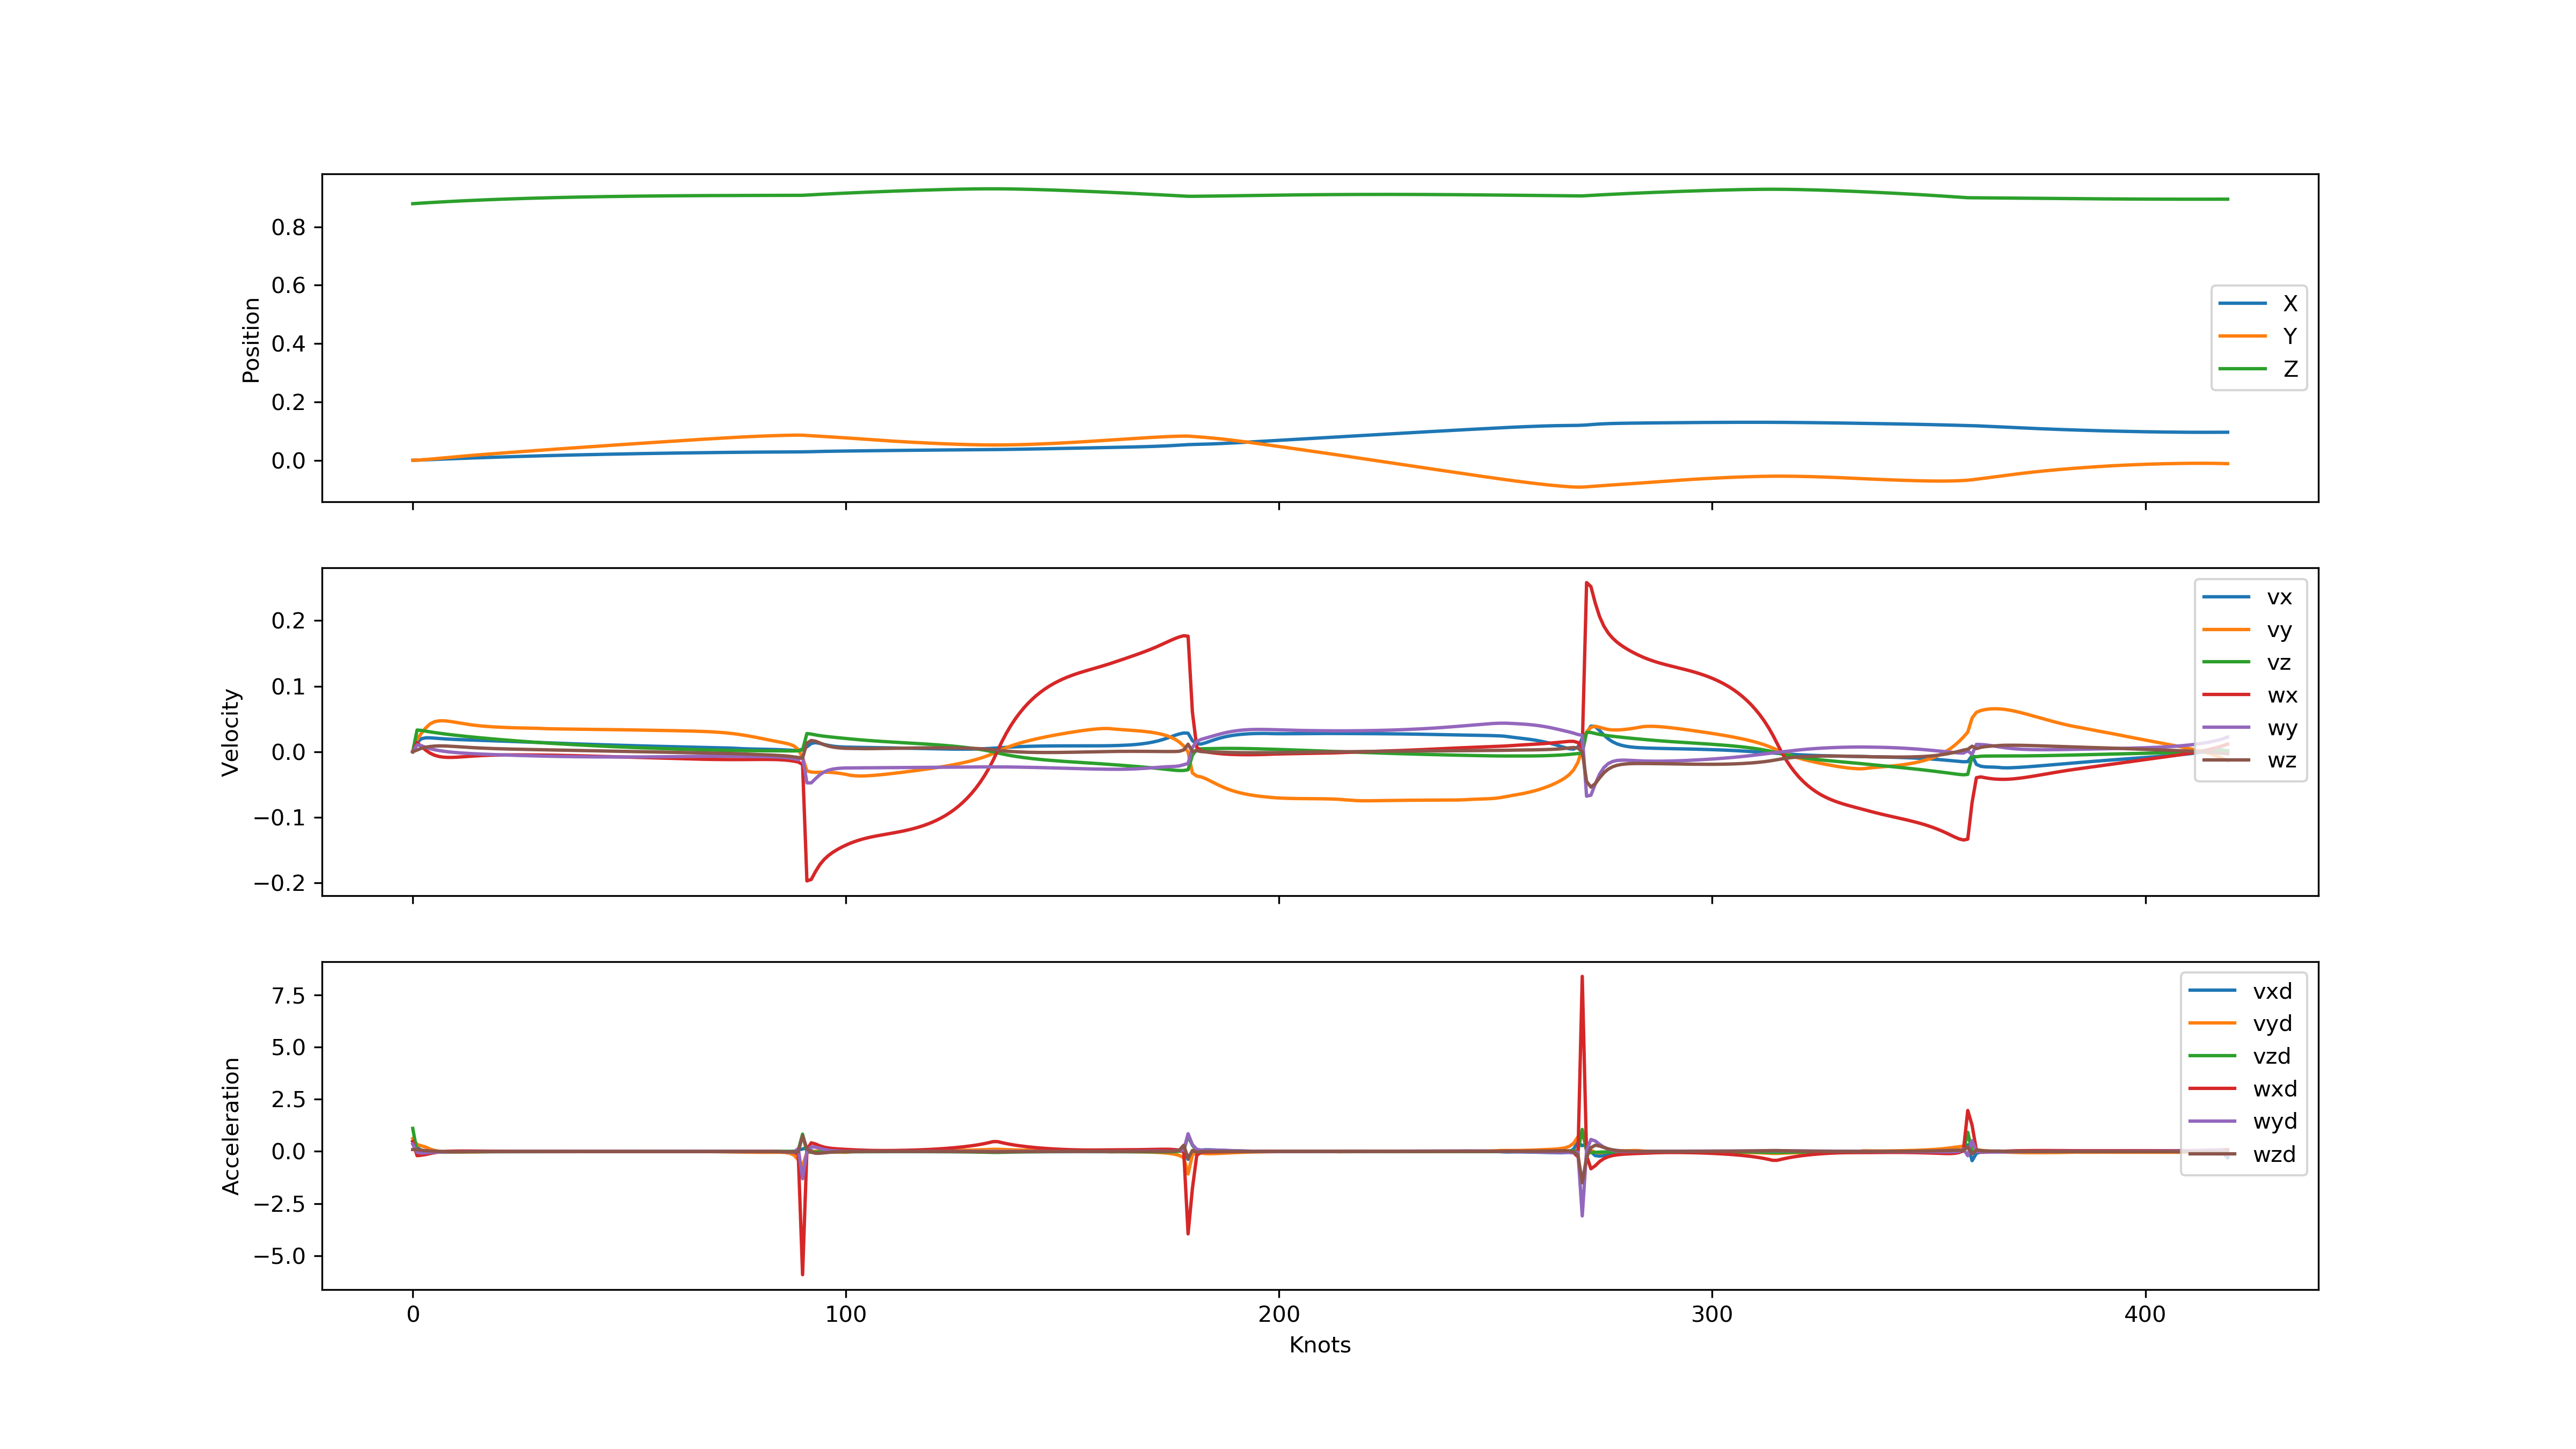 Position
0.8
0.6
0.4
0.2
0.0
X
Y
Z
Velocity
0.2
0.1
0.0
−0.1
−0.2
vx
vy
vz
wx
wy
wz
Acceleration
7.5
5.0
2.5
0.0
−2.5
−5.0
vxd
vyd
vzd
wxd
wyd
wzd
0 100 200 300 400
Knots